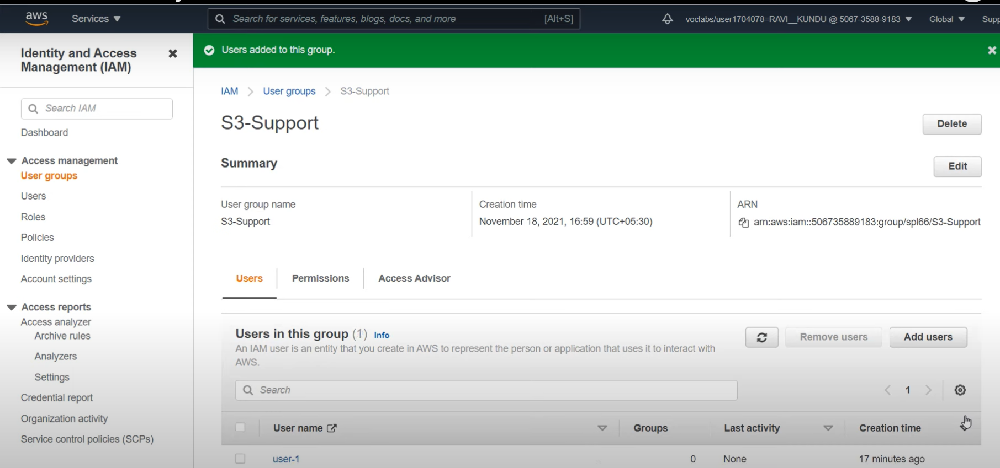 aws
Services
Search for services, features, blogs, docs, and more
[Alt+S]
voclabs/user1704078=RAVI__KUNDU @ 5067-3588-9183
Global
Supp
Identity and Access
Management (IAM)
Search IAM
Dashboard
Access management
User groups
Users
Roles
Policies
Identity providers
Account settings
Access reports
Access analyzer
Archive rules
Analyzers
Settings
Credential report
Organization activity
Service control policies (SCPs)
Users added to this group.
IAM > User groups > S3-Support
S3-Support
Delete
Summary
Edit
User group name
S3-Support
Creation time
November 18, 2021, 16:59 (UTC+05:30)
ARN
arn:aws:iam::506735889183:group/spl66/S3-Support
Users
Permissions
Access Advisor
Users in this group (1) Info
An IAM user is an entity that you create in AWS to represent the person or application that uses it to interact with
AWS.
Remove users
Add users
Search
1
User name
Groups
Last activity
Creation time
user-1
0
None
17 minutes ago